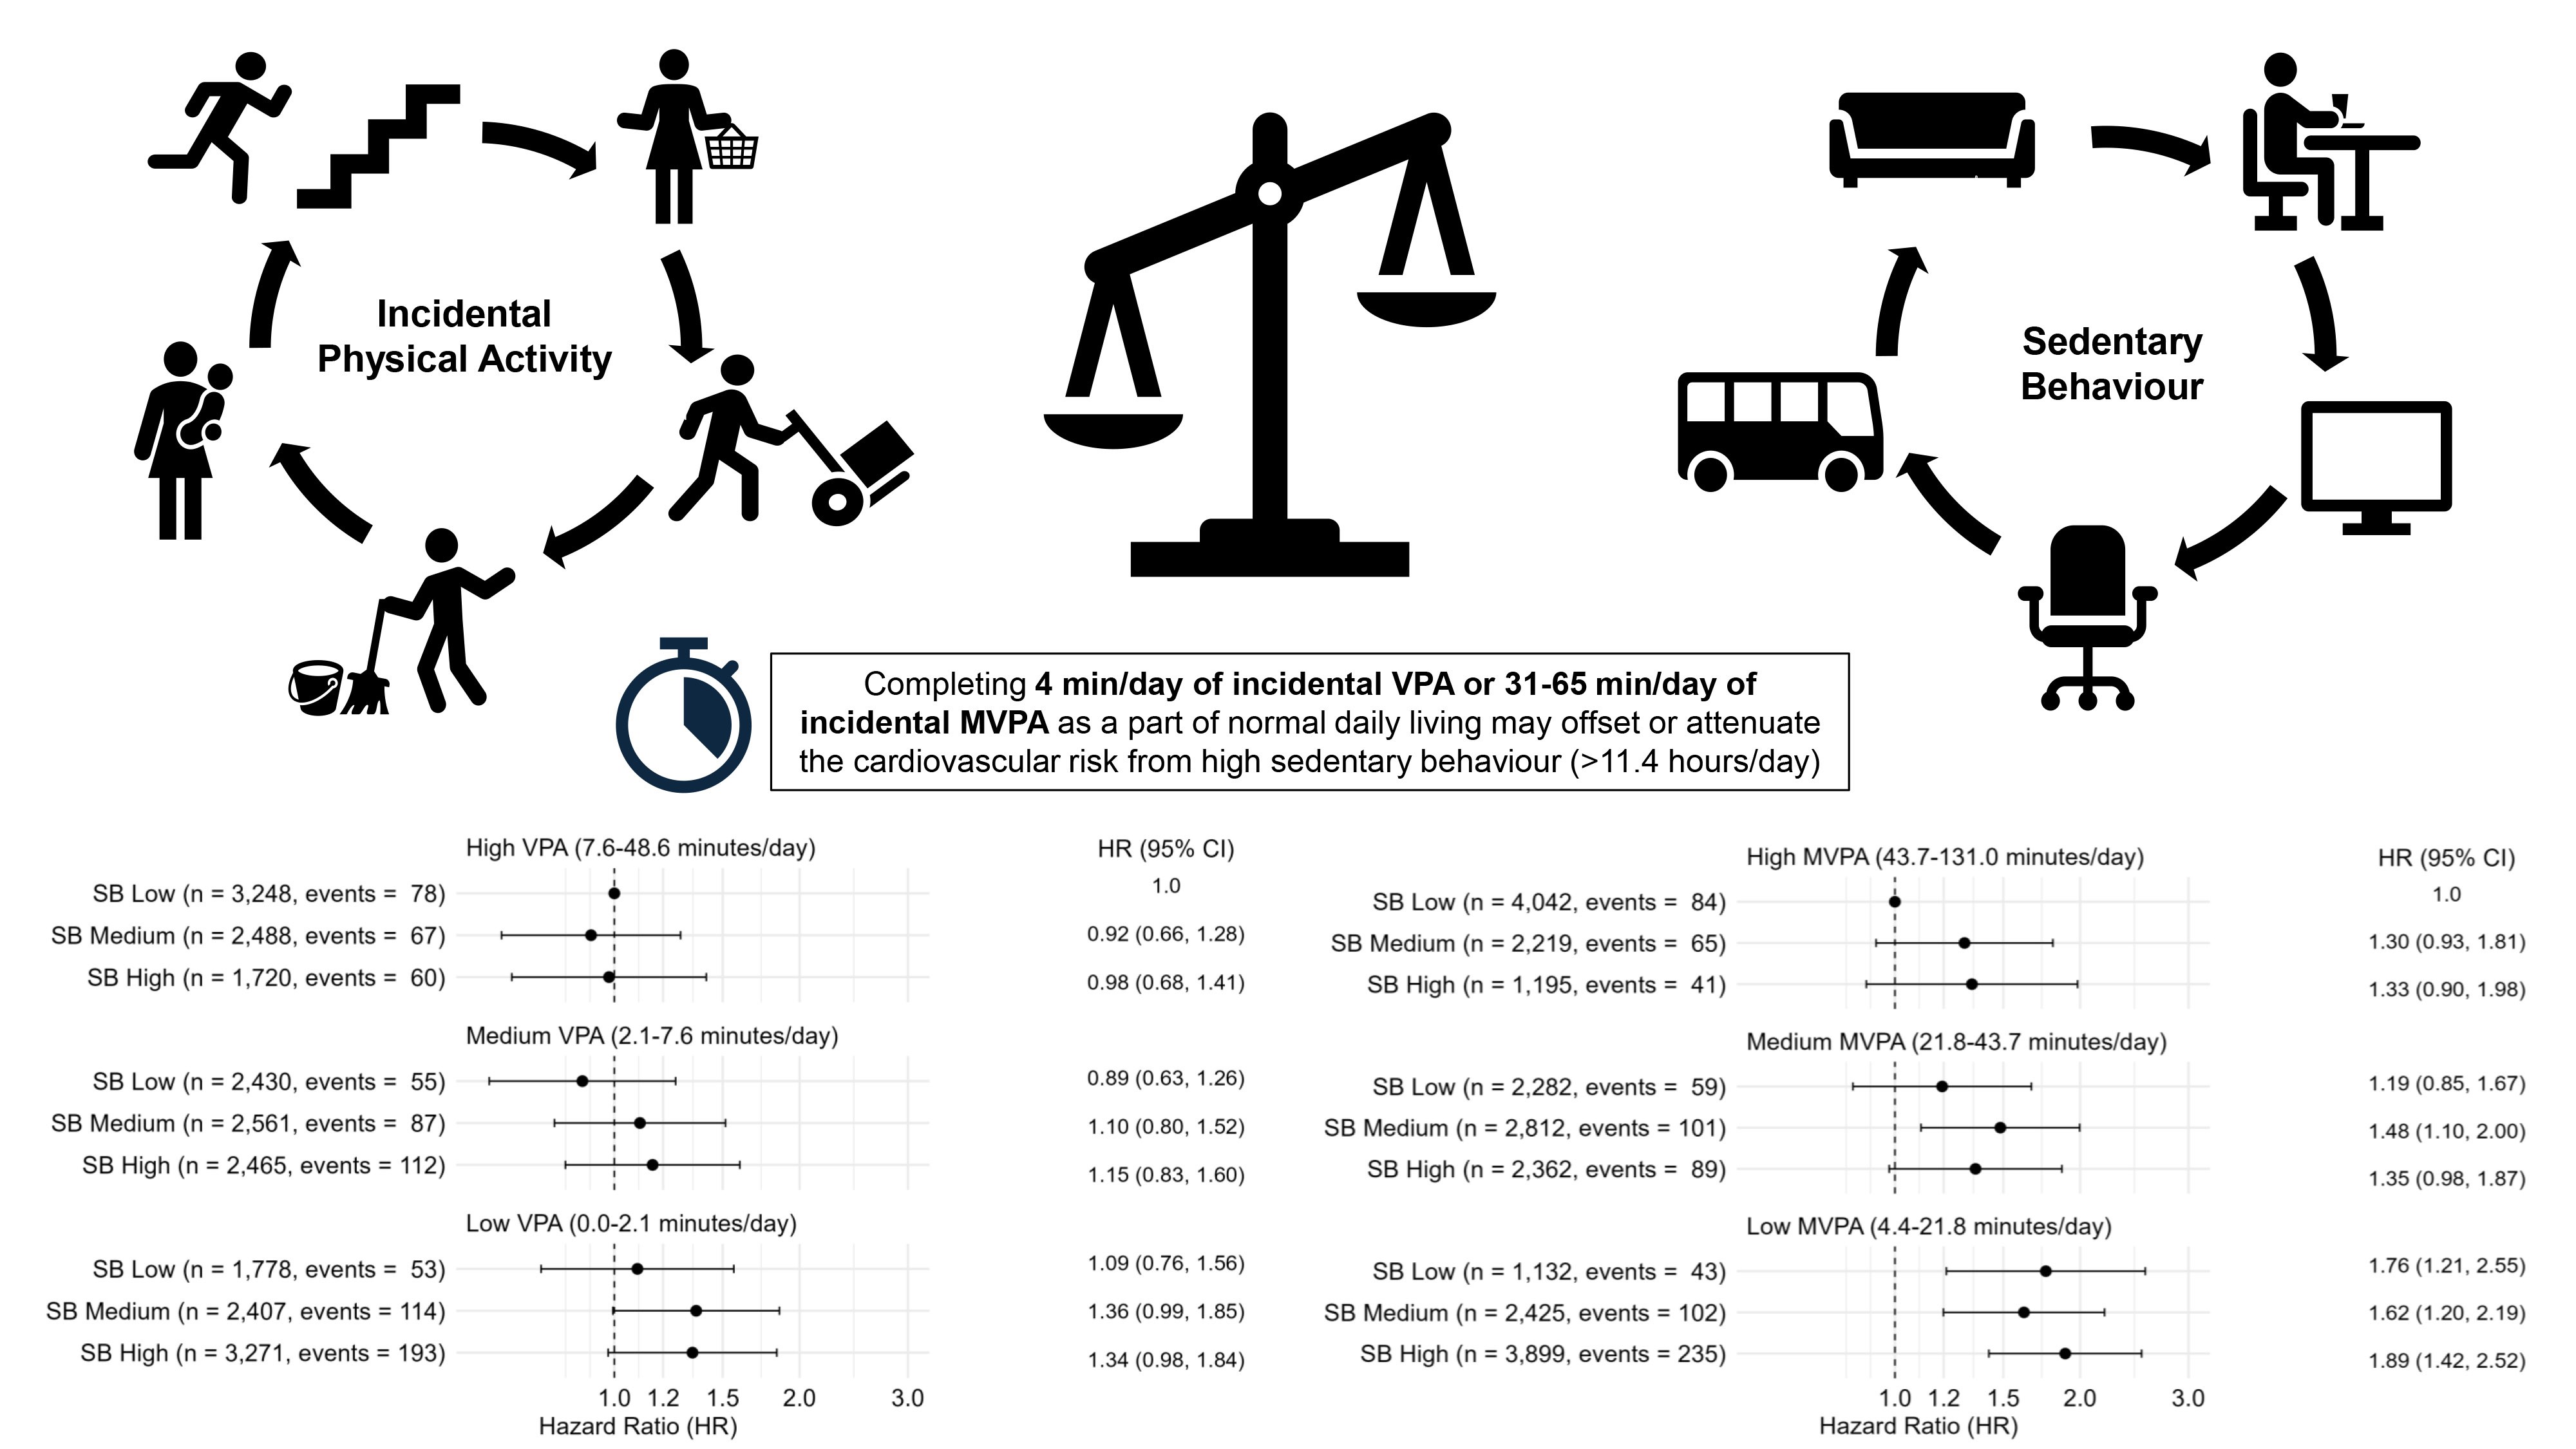 Incidental
Physical Activity
Sedentary
Behaviour
Completing 4 min/day of incidental VPA or 31-65 min/day of
incidental MVPA as a part of normal daily living may offset or attenuate
the cardiovascular risk from high sedentary behaviour (>11.4 hours/day)
High VPA (7.6-48.6 minutes/day) HR (95% CI)
SB Low (n = 3,248, events = 78) 1.0
SB Medium (n = 2,488, events = 67) 0.92 (0.66, 1.28)
SB High (n = 1,720, events = 60) 0.98 (0.68, 1.41)
Medium VPA (2.1-7.6 minutes/day)
SB Low (n = 2,430, events = 55) 0.89 (0.63, 1.26)
SB Medium (n = 2,561, events = 87) 1.10 (0.80, 1.52)
SB High (n = 2,465, events = 112) 1.15 (0.83, 1.60)
Low VPA (0.0-2.1 minutes/day)
SB Low (n = 1,778, events = 53) 1.09 (0.76, 1.56)
SB Medium (n = 2,407, events = 114) 1.36 (0.99, 1.85)
SB High (n = 3,271, events = 193) 1.34 (0.98, 1.84)
1.0 1.2 1.5 2.0 3.0
Hazard Ratio (HR)
High MVPA (43.7-131.0 minutes/day) HR (95% CI)
SB Low (n = 4,042, events = 84) 1.0
SB Medium (n = 2,219, events = 65) 1.30 (0.93, 1.81)
SB High (n = 1,195, events = 41) 1.33 (0.90, 1.98)
Medium MVPA (21.8-43.7 minutes/day)
SB Low (n = 2,282, events = 59) 1.19 (0.85, 1.67)
SB Medium (n = 2,812, events = 101) 1.48 (1.10, 2.00)
SB High (n = 2,362, events = 89) 1.35 (0.98, 1.87)
Low MVPA (4.4-21.8 minutes/day)
SB Low (n = 1,132, events = 43) 1.76 (1.21, 2.55)
SB Medium (n = 2,425, events = 102) 1.62 (1.20, 2.19)
SB High (n = 3,899, events = 235) 1.89 (1.42, 2.52)
1.0 1.2 1.5 2.0 3.0
Hazard Ratio (HR)